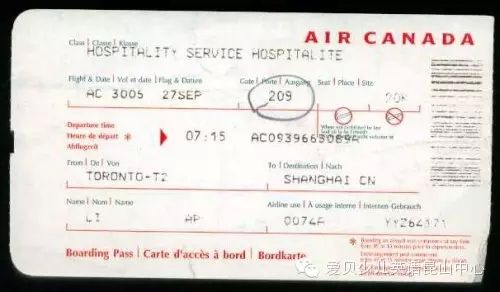 AIR CANADA
Class | Classe | Klasse
HOSPITALITY SERVICE HOSPITALITE
Flight & Date | Vol et date | Flug & Dature Gate | Porte | Ausgang Seat | Place | Sitz
AC 3005 27SEP 209
Departure time
Heure de départ *
Abflugzeit
07:15
From | De | Von To | Destination | Nach
TORONTO-T2 SHANGHAI CN
Name | Nom | Name Airline use | À usage interne | Internen-Gebrauch
LI AP 0074A YYZ64171
Boarding Pass | Carte d'accès à bord | Bordkarte